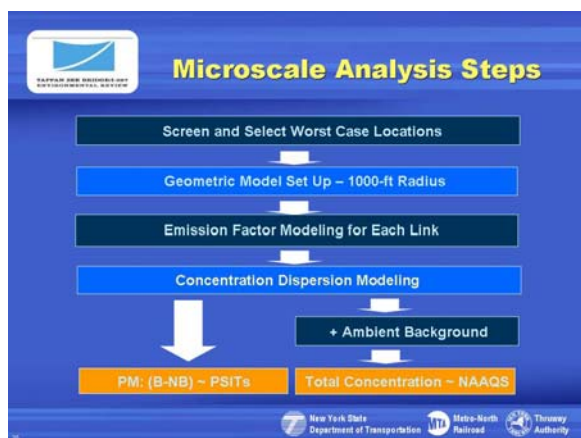 TAPPAN ZEE BRIDGE/I-287
ENVIRONMENTAL REVIEW
Microscale Analysis Steps
Screen and Select Worst Case Locations
Geometric Model Set Up – 1000-ft Radius
Emission Factor Modeling for Each Link
Concentration Dispersion Modeling
+ Ambient Background
PM: (B-NB) ~ PSITs
Total Concentration ~ NAAQS
New York State
Department of Transportation
MTA
Metro-North
Railroad
Thruway
Authority